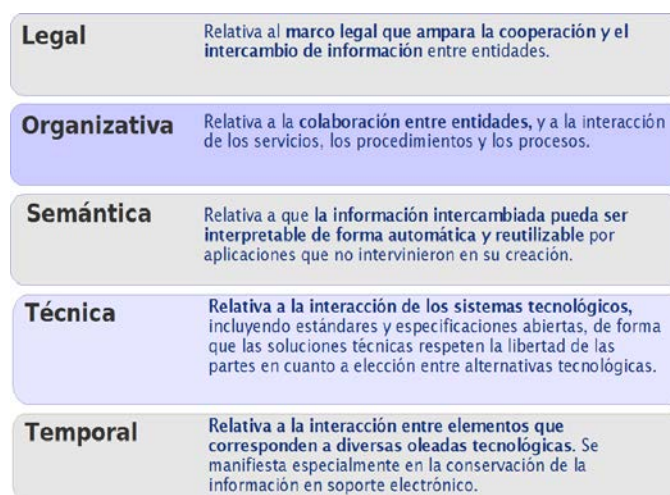 Legal
Relativa al marco legal que ampara la cooperación y el
intercambio de información entre entidades.
Organizativa
Relativa a la colaboración entre entidades, y a la interacción
de los servicios, los procedimientos y los procesos.
Semántica
Relativa a que la información intercambiada pueda ser
interpretable de forma automática y reutilizable por
aplicaciones que no intervinieron en su creación.
Técnica
Relativa a la interacción de los sistemas tecnológicos,
incluyendo estándares y especificaciones abiertas, de forma
que las soluciones técnicas respeten la libertad de las
partes en cuanto a elección entre alternativas tecnológicas.
Temporal
Relativa a la interacción entre elementos que
corresponden a diversas oleadas tecnológicas. Se
manifiesta especialmente en la conservación de la
información en soporte electrónico.